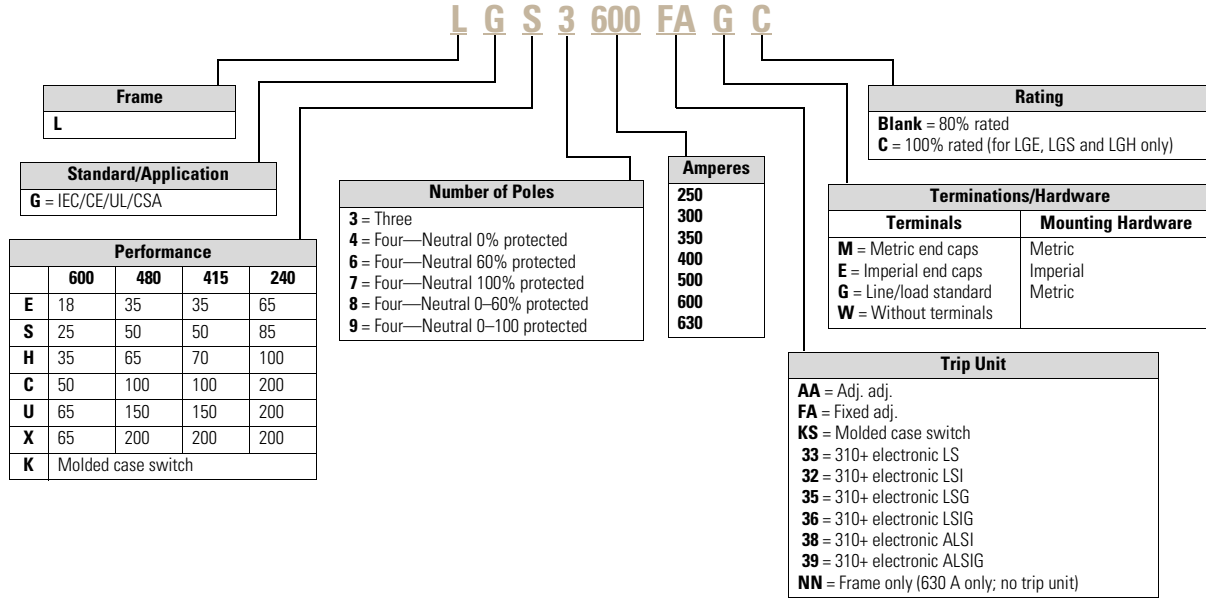 L G S 3 600 FA G C
Frame
L
Standard/Application
G = IEC/CE/UL/CSA
Performance
600 480 415 240
E 18 35 35 65
S 25 50 50 85
H 35 65 70 100
C 50 100 100 200
U 65 150 150 200
X 65 200 200 200
K Molded case switch
Number of Poles
3 = Three
4 = Four—Neutral 0% protected
6 = Four—Neutral 60% protected
7 = Four—Neutral 100% protected
8 = Four—Neutral 0–60% protected
9 = Four—Neutral 0–100 protected
Amperes
250
300
350
400
500
600
630
Rating
Blank = 80% rated
C = 100% rated (for LGE, LGS and LGH only)
Terminations/Hardware
Terminals Mounting Hardware
M = Metric end caps Metric
E = Imperial end caps Imperial
G = Line/load standard Metric
W = Without terminals
Trip Unit
AA = Adj. adj.
FA = Fixed adj.
KS = Molded case switch
33 = 310+ electronic LS
32 = 310+ electronic LSI
35 = 310+ electronic LSG
36 = 310+ electronic LSIG
38 = 310+ electronic ALSI
39 = 310+ electronic ALSIG
NN = Frame only (630 A only; no trip unit)